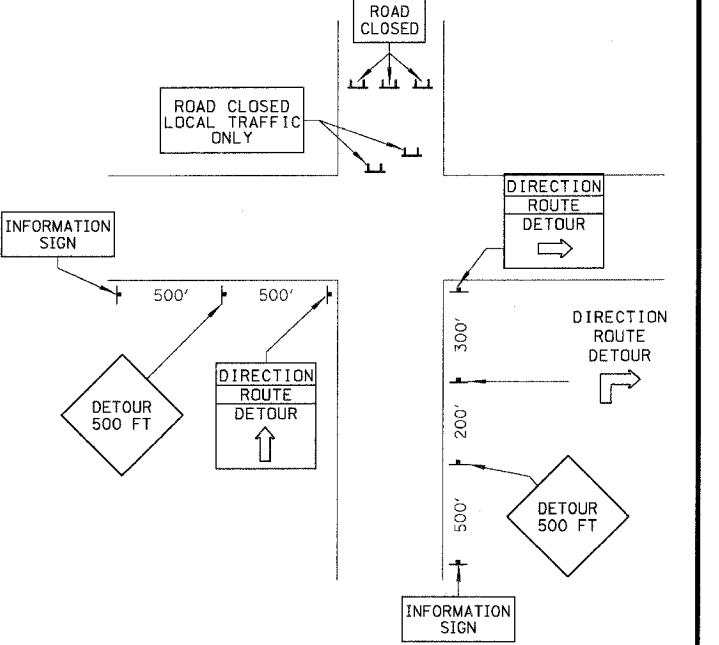 ROAD
CLOSED
ROAD CLOSED
LOCAL TRAFFIC
ONLY
DIRECTION
ROUTE
DETOUR
INFORMATION
SIGN
500'
500'
300'
DIRECTION
ROUTE
DETOUR
DIRECTION
ROUTE
DETOUR
DETOUR
500 FT
200'
DETOUR
500 FT
500'
INFORMATION
SIGN